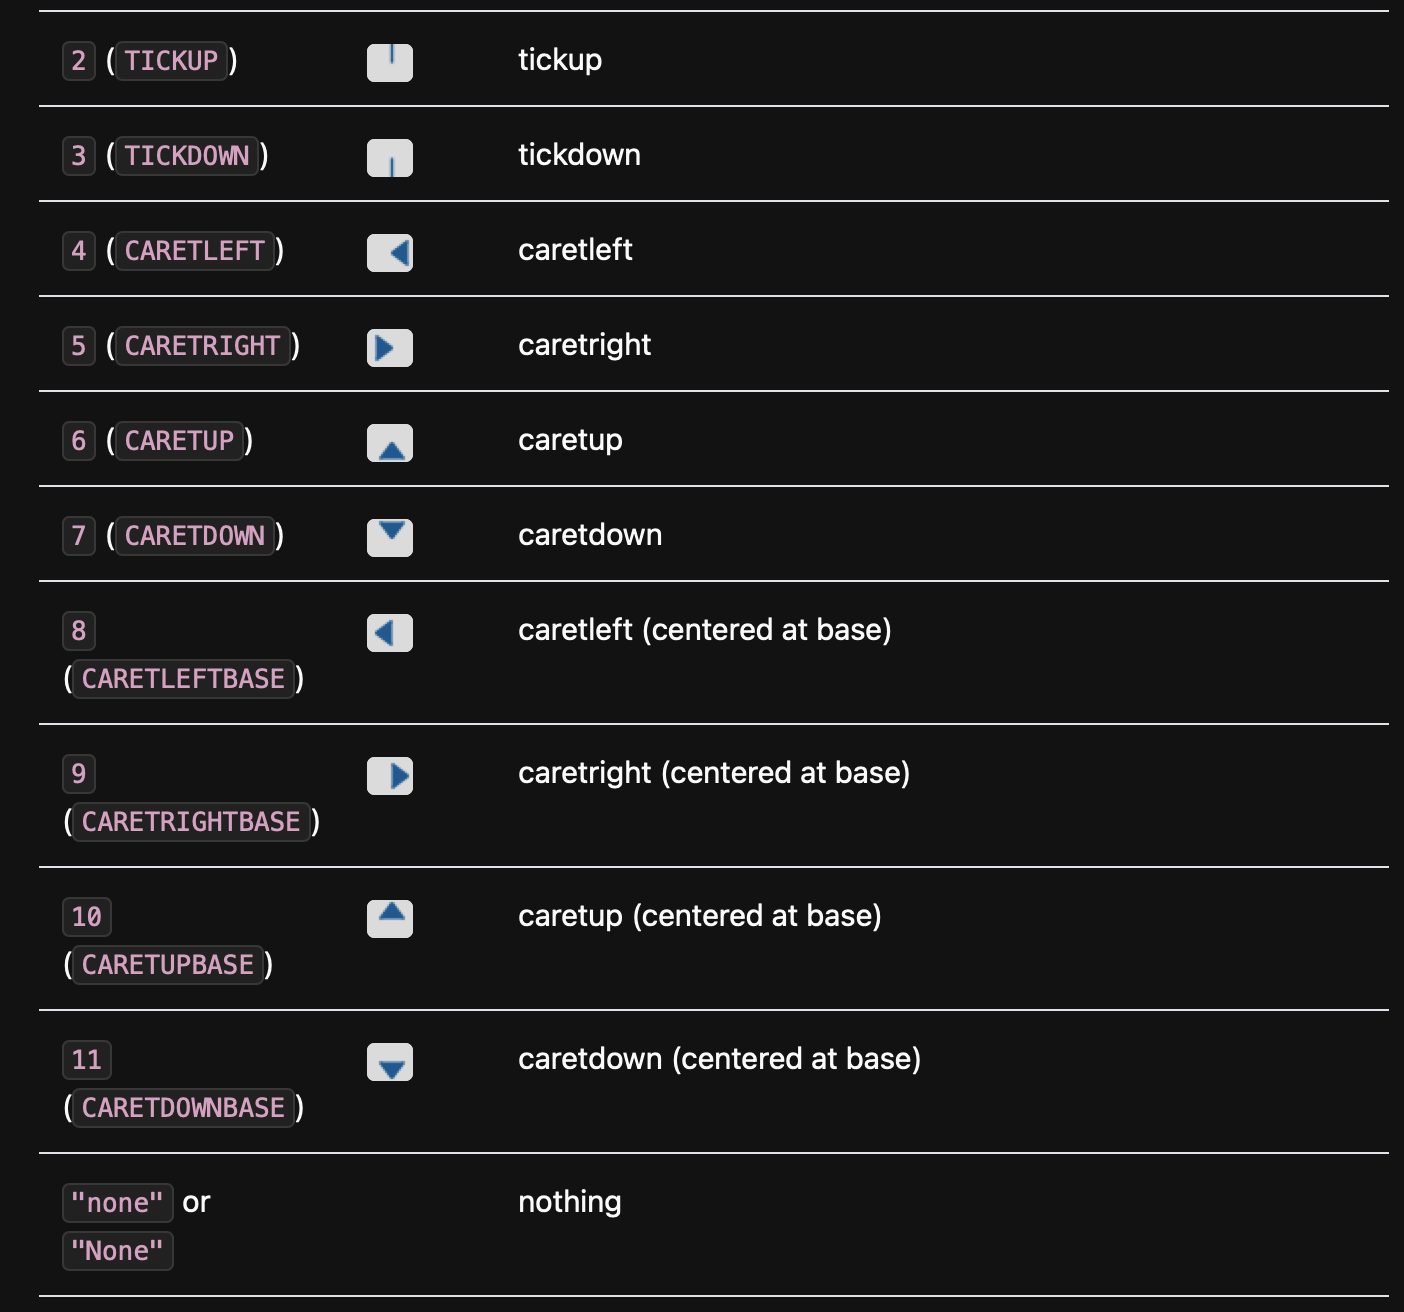 2 (TICKUP) tickup
3 (TICKDOWN) tickdown
4 (CARETLEFT) caretleft
5 (CARETRIGHT) caretright
6 (CARETUP) caretup
7 (CARETDOWN) caretdown
8 caretleft (centered at base)
(CARETLEFTBASE)
9 caretright (centered at base)
(CARETRIGHTBASE)
10 caretup (centered at base)
(CARETUPBASE)
11 caretdown (centered at base)
(CARETDOWNBASE)
"none" or nothing
"None"